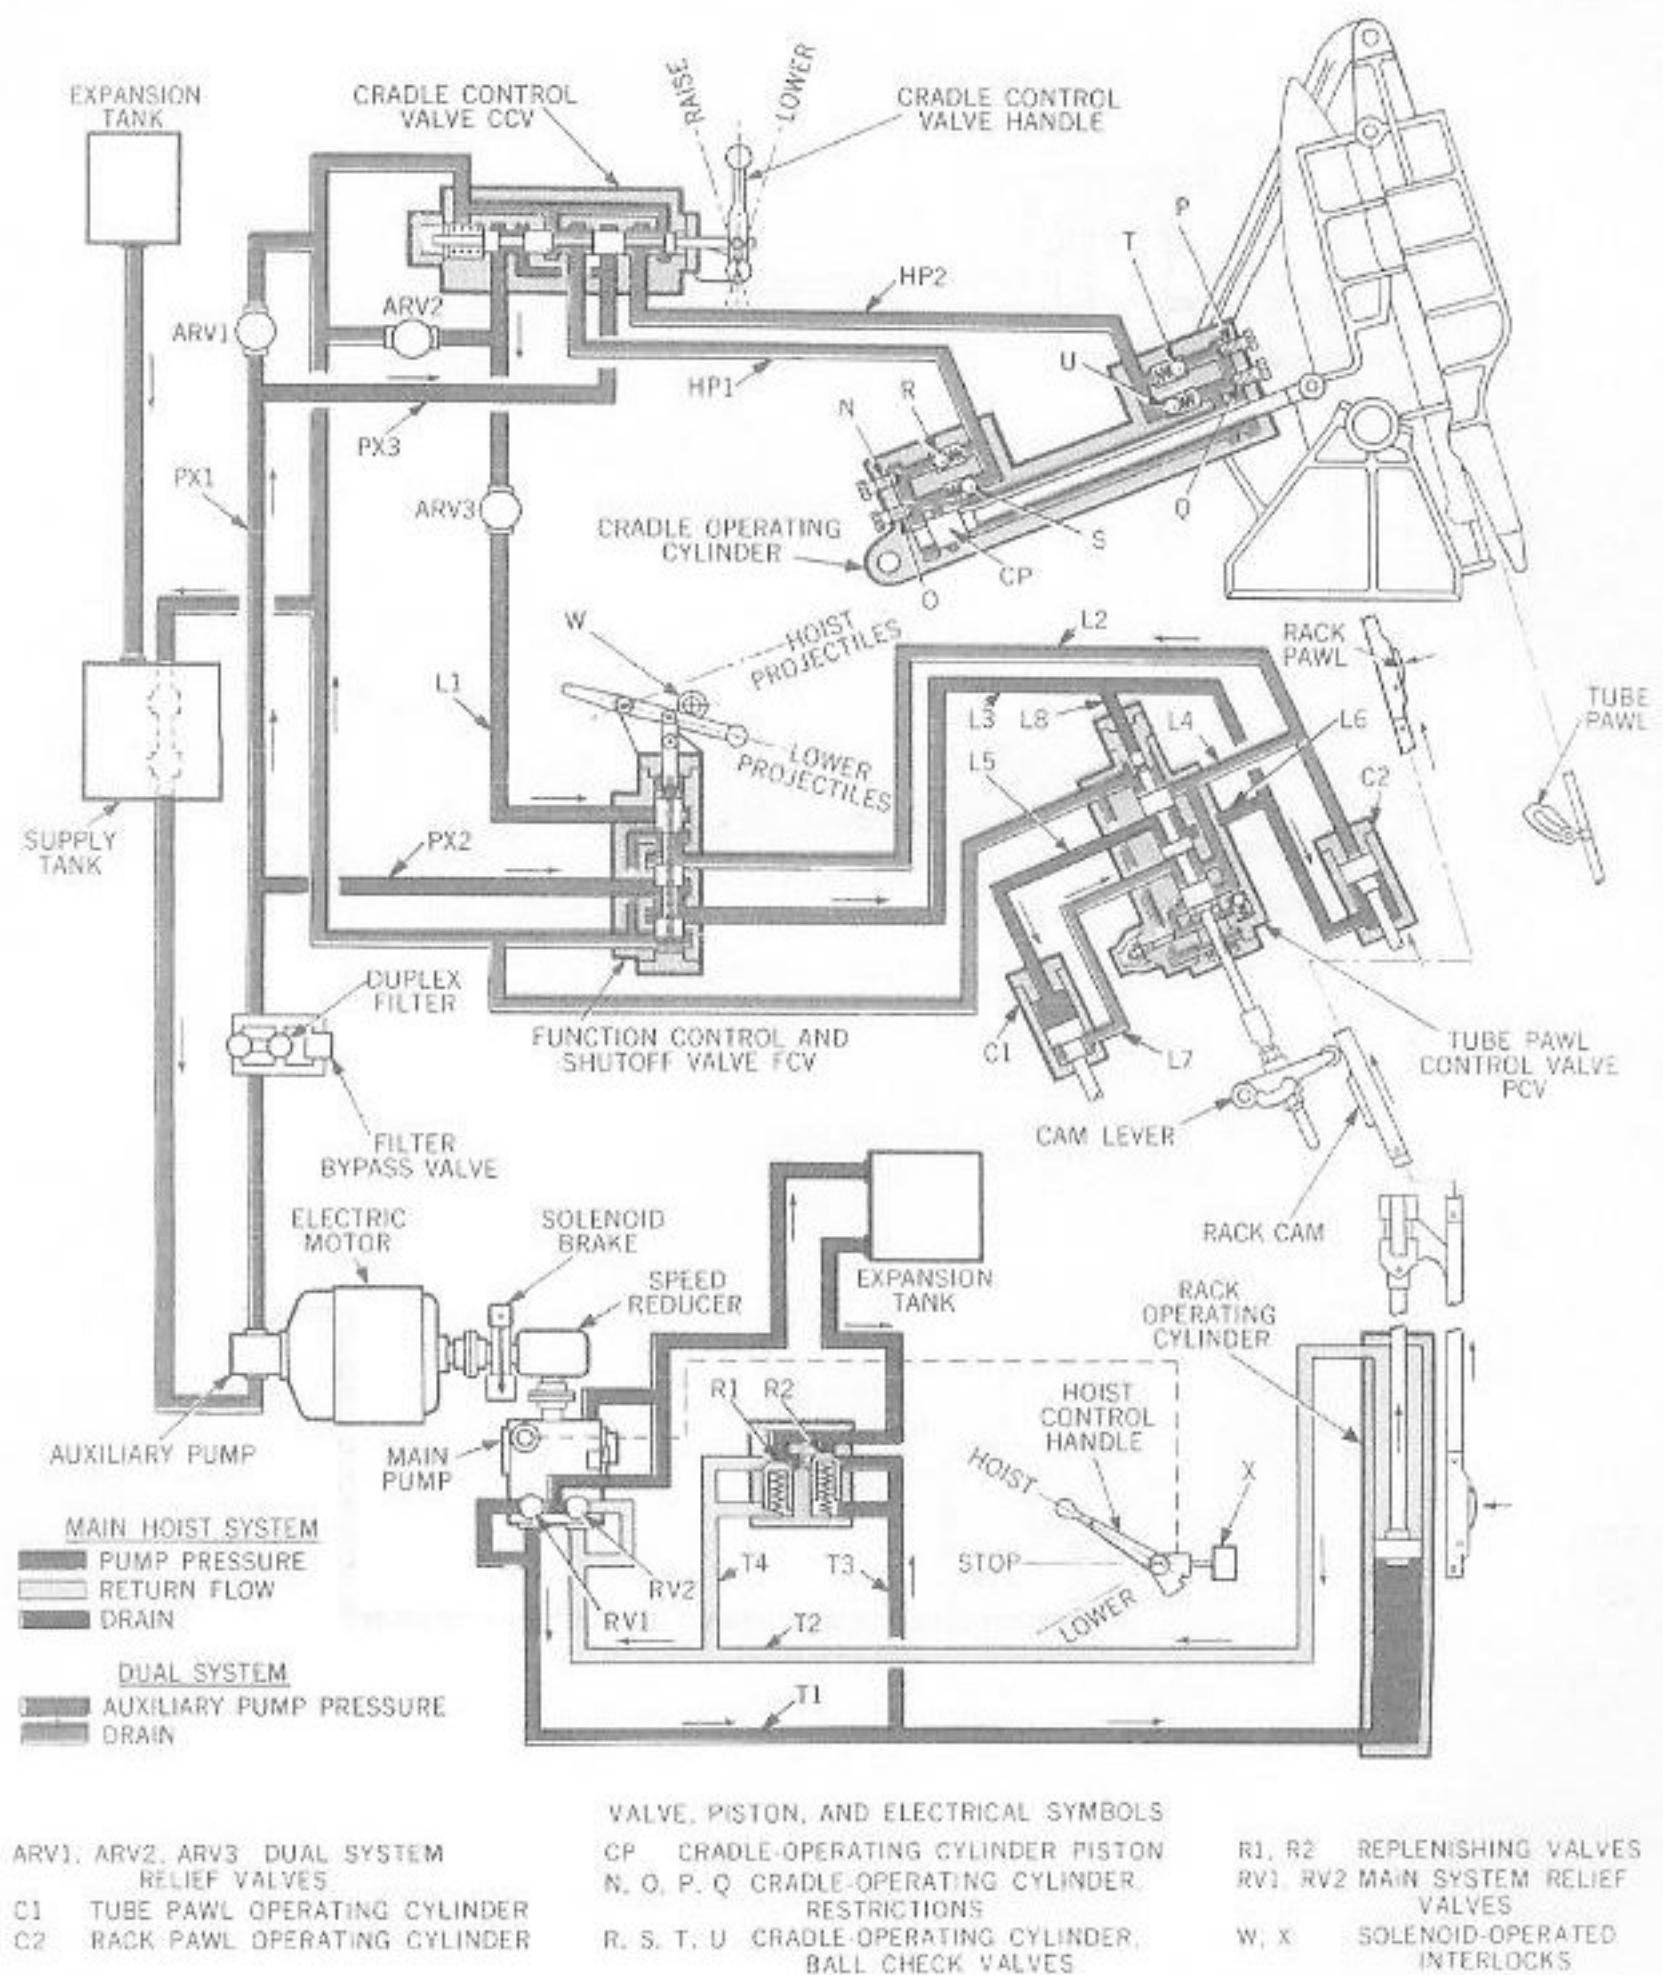 EXPANSION
TANK
CRADLE CONTROL
VALVE CCV
RAISE
LOWER
CRADLE CONTROL
VALVE HANDLE
P
T
HP2
ARV2
ARV1
HP1
U
R
N
PX3
PX1
ARV3
CRADLE OPERATING
CYLINDER
Q
S
CP
O
W
HOIST
PROJECTILES
L2
RACK
PAWL
TUBE
PAWL
L1
L3
L8
L4
L6
L5
LOWER
PROJECTILES
C2
SUPPLY
TANK
PX2
DUPLEX
FILTER
FUNCTION CONTROL AND
SHUTOFF VALVE FCV
C1
L7
TUBE PAWL
CONTROL VALVE
PCV
CAM LEVER
FILTER
BYPASS VALVE
ELECTRIC
MOTOR
SOLENOID
BRAKE
SPEED
REDUCER
EXPANSION
TANK
RACK CAM
RACK
OPERATING
CYLINDER
R1
R2
HOIST
CONTROL
HANDLE
AUXILIARY PUMP
MAIN
PUMP
HOIST
X
STOP
LOWER
MAIN HOIST SYSTEM
PUMP PRESSURE
RETURN FLOW
DRAIN
T4
T3
RV2
RV1
T2
DUAL SYSTEM
AUXILIARY PUMP PRESSURE
DRAIN
T1
VALVE, PISTON, AND ELECTRICAL SYMBOLS
ARV1, ARV2, ARV3 DUAL SYSTEM
RELIEF VALVES
C1 TUBE PAWL OPERATING CYLINDER
C2 RACK PAWL OPERATING CYLINDER
CP CRADLE-OPERATING CYLINDER PISTON
N, O, P, Q CRADLE-OPERATING CYLINDER,
RESTRICTIONS
R, S, T, U CRADLE-OPERATING CYLINDER,
BALL CHECK VALVES
R1, R2 REPLENISHING VALVES
RV1, RV2 MAIN SYSTEM RELIEF
VALVES
W, X SOLENOID-OPERATED
INTERLOCKS